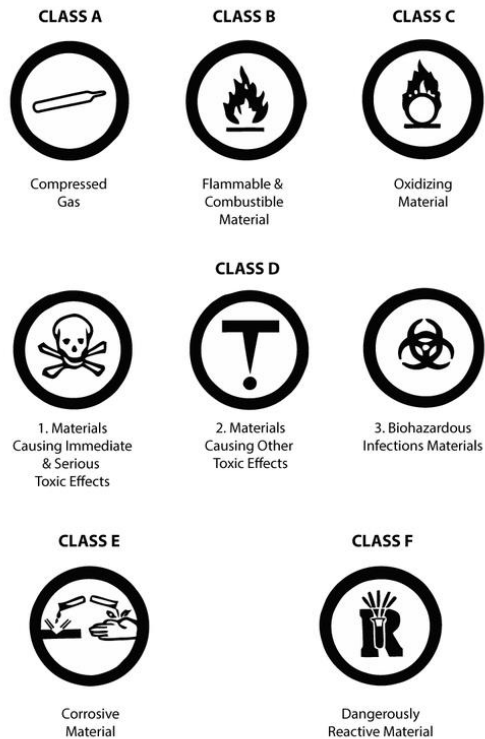 CLASS A
CLASS B
CLASS C
Compressed
Gas
Flammable &
Combustible
Material
Oxidizing
Material
CLASS D
1. Materials
Causing Immediate
& Serious
Toxic Effects
2. Materials
Causing Other
Toxic Effects
3. Biohazardous
Infections Materials
CLASS E
CLASS F
R
Corrosive
Material
Dangerously
Reactive Material